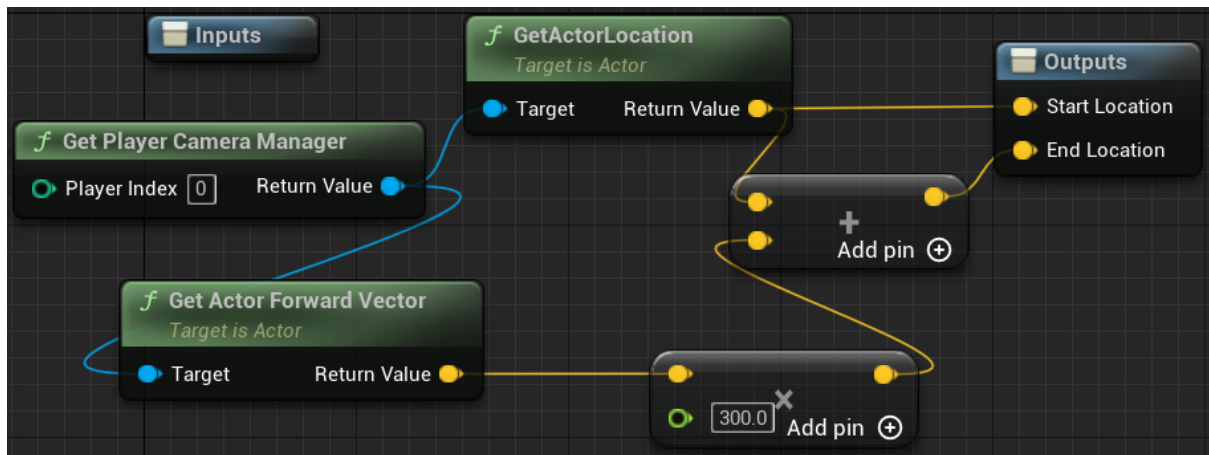 Inputs
f GetActorLocation
Target is Actor
Target Return Value
Outputs
Start Location
End Location
f Get Player Camera Manager
Player Index 0 Return Value
+
Add pin
f Get Actor Forward Vector
Target is Actor
Target Return Value
×
300.0
Add pin